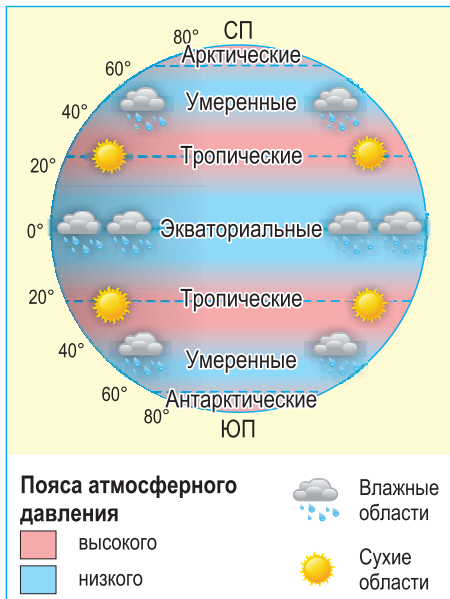 СП
80°
Арктические
60°
Умеренные
40°
Тропические
20°
0°
Экваториальные
20°
Тропические
40°
Умеренные
60°
Антарктические
80°
ЮП
Пояса атмосферного
давления
высокого
низкого
Влажные
области
Сухие
области